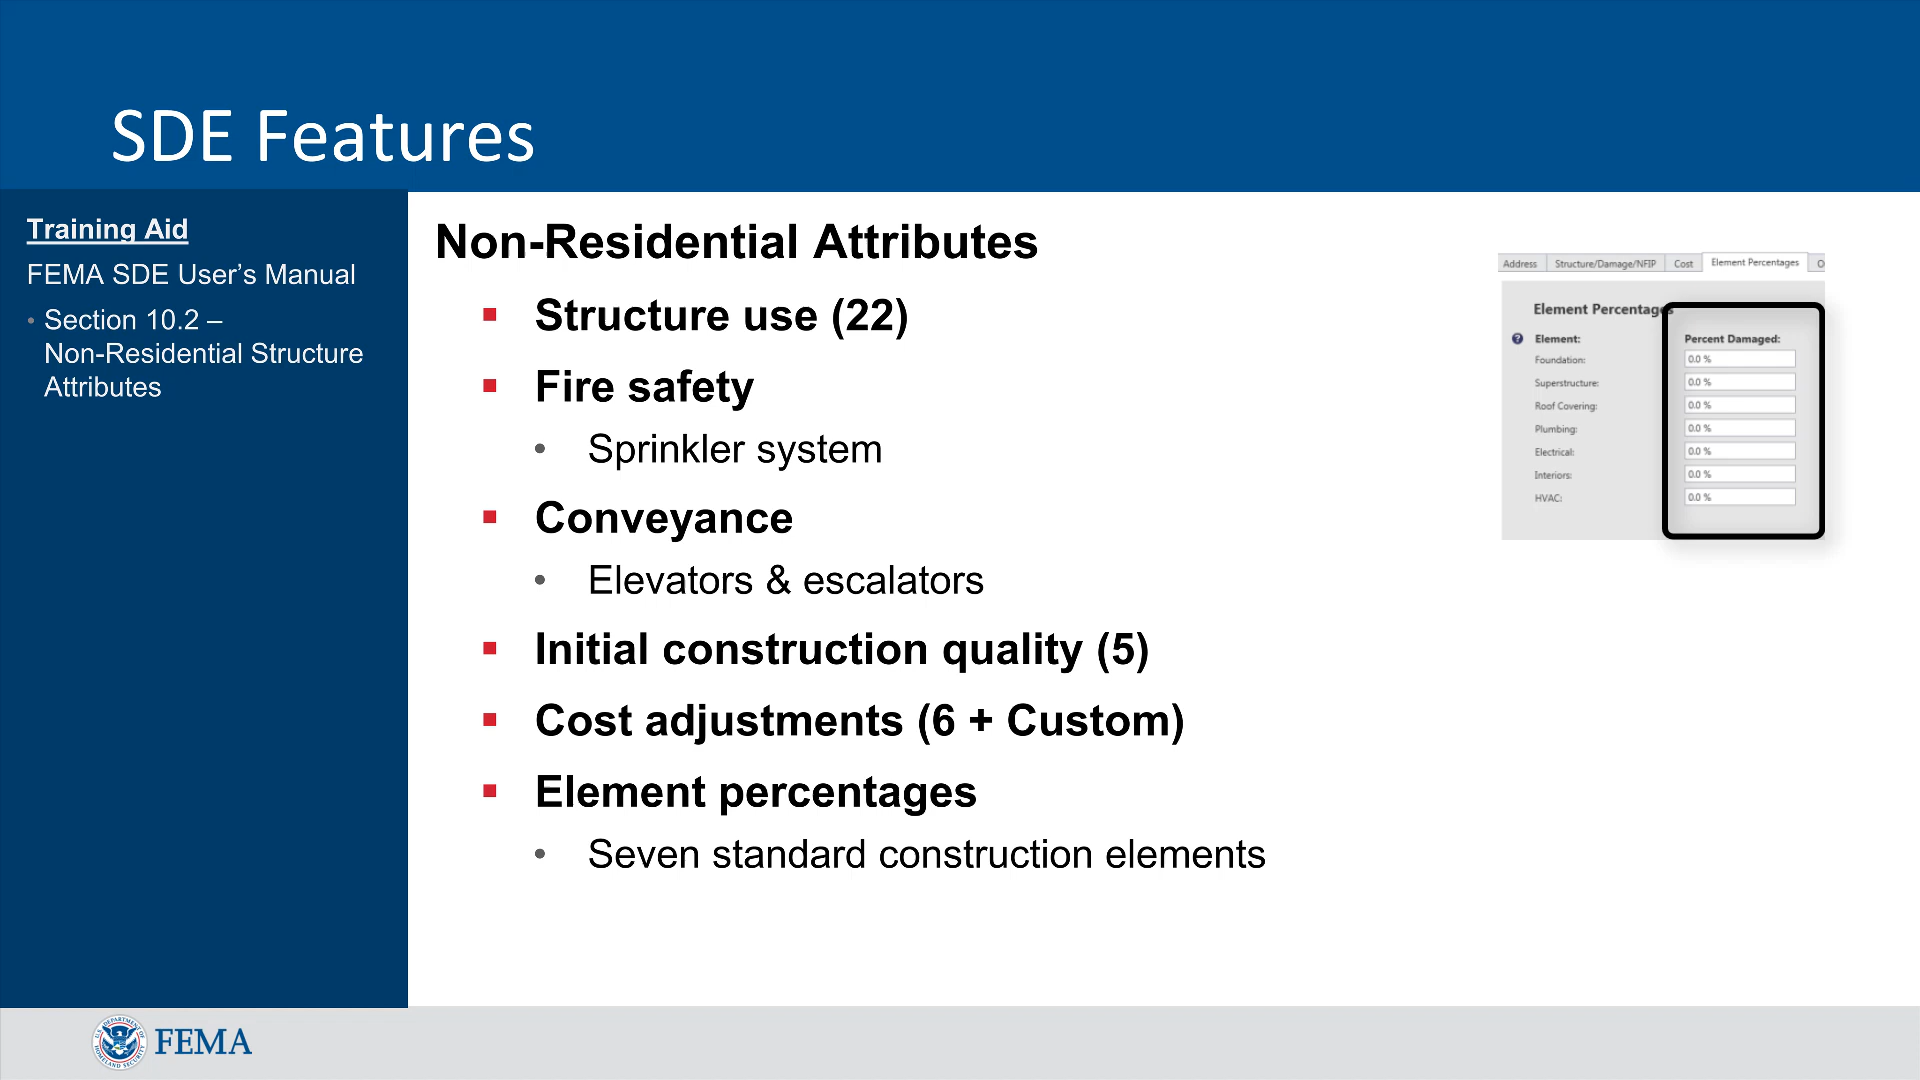 SDE Features
Training Aid
FEMA SDE User’s Manual
• Section 10.2 –
Non-Residential Structure
Attributes
Non-Residential Attributes
▪ Structure use (22)
▪ Fire safety
• Sprinkler system
▪ Conveyance
• Elevators & escalators
▪ Initial construction quality (5)
▪ Cost adjustments (6 + Custom)
▪ Element percentages
• Seven standard construction elements
Address Structure/Damage/NFIP Cost Element Percentages O
Element Percentages
? Element: Percent Damaged:
Foundation: 0.0 %
Superstructure: 0.0 %
Roof Covering: 0.0 %
Plumbing: 0.0 %
Electrical: 0.0 %
Interiors: 0.0 %
HVAC: 0.0 %
U.S. DEPARTMENT OF HOMELAND SECURITY
FEMA